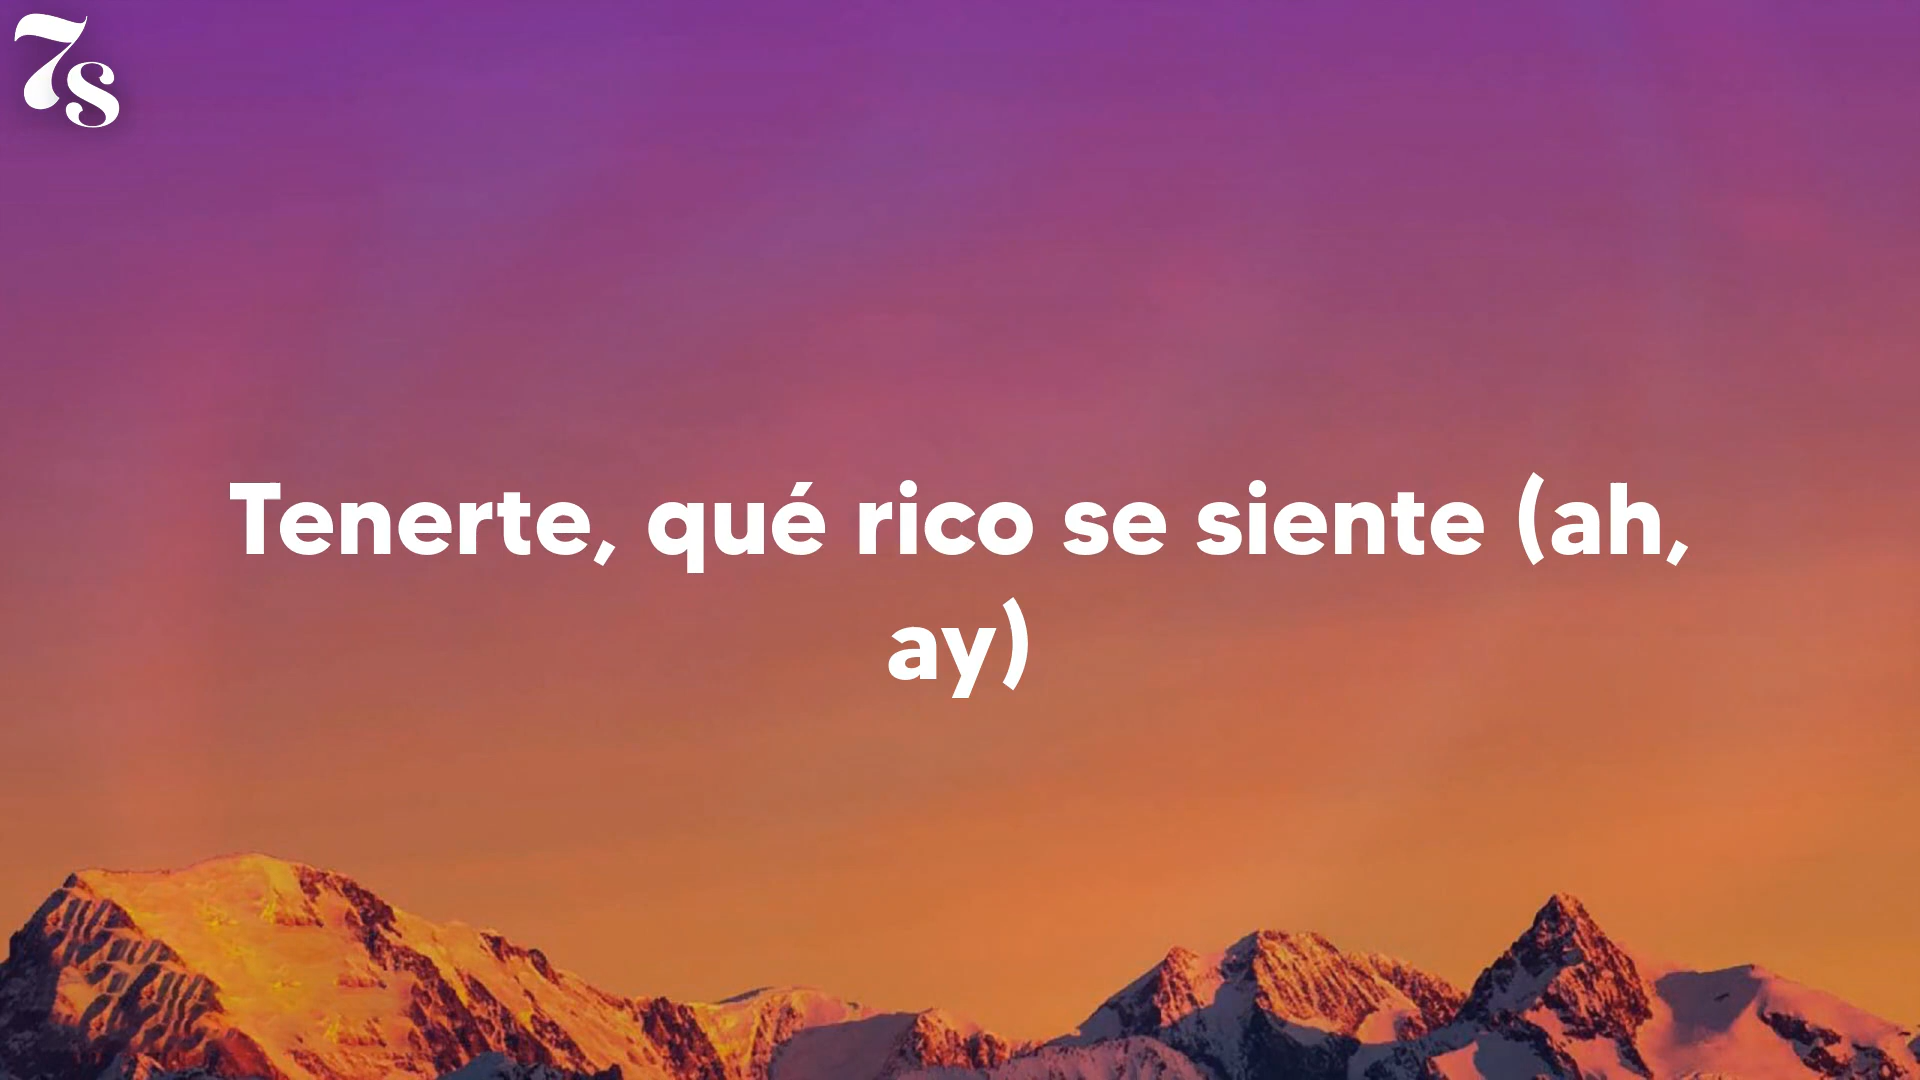 7s
Tenerte, qué rico se siente (ah,
ay)